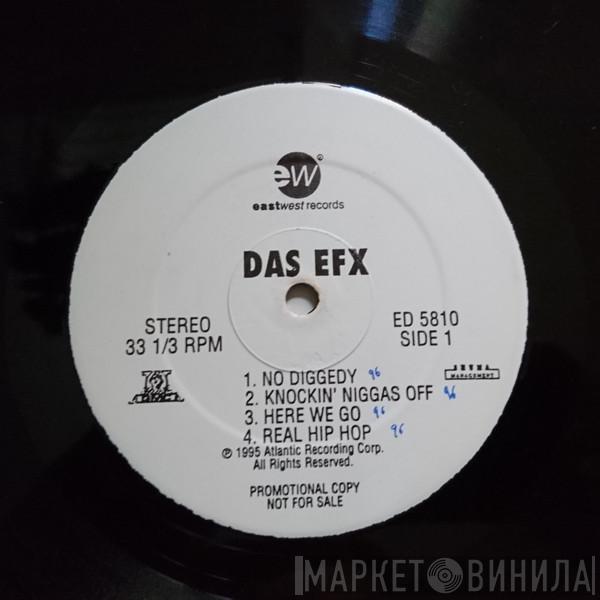 ew
eastwest records
DAS EFX
STEREO
33 1/3 RPM
ED 5810
SIDE 1
1. NO DIGGEDY 96
2. KNOCKIN' NIGGAS OFF 96
3. HERE WE GO 96
4. REAL HIP HOP 96
℗ 1995 Atlantic Recording Corp.
All Rights Reserved.
PROMOTIONAL COPY
NOT FOR SALE
MANAGEMENT
МАРКЕТ ВИНИЛА